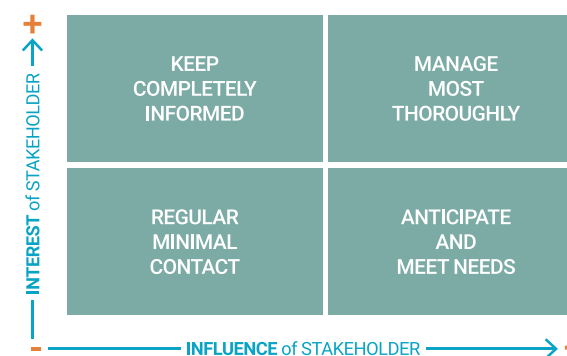 +
KEEP
COMPLETELY
INFORMED
MANAGE
MOST
THOROUGHLY
INTEREST of STAKEHOLDER
REGULAR
MINIMAL
CONTACT
ANTICIPATE
AND
MEET NEEDS
-
INFLUENCE of STAKEHOLDER